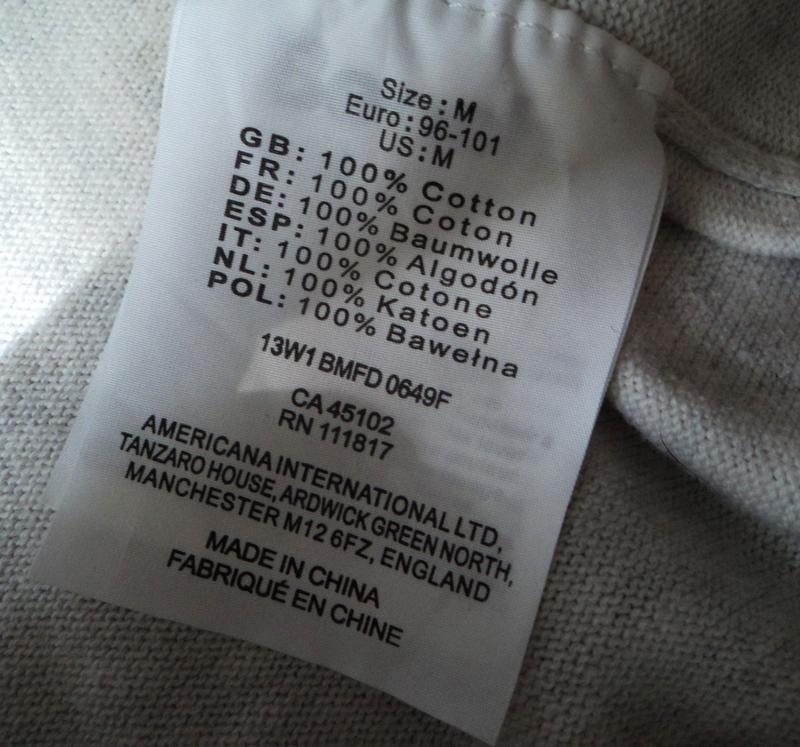 Size : M
Euro : 96-101
US : M
GB: 100% Cotton
FR: 100% Coton
DE: 100% Baumwolle
ESP: 100% Algodón
IT: 100% Cotone
NL: 100% Katoen
POL: 100% Bawełna
13W1 BMFD 0649F
CA 45102
RN 111817
AMERICANA INTERNATIONAL LTD,
TANZARO HOUSE, ARDWICK GREEN NORTH,
MANCHESTER M12 6FZ, ENGLAND
MADE IN CHINA
FABRIQUÉ EN CHINE